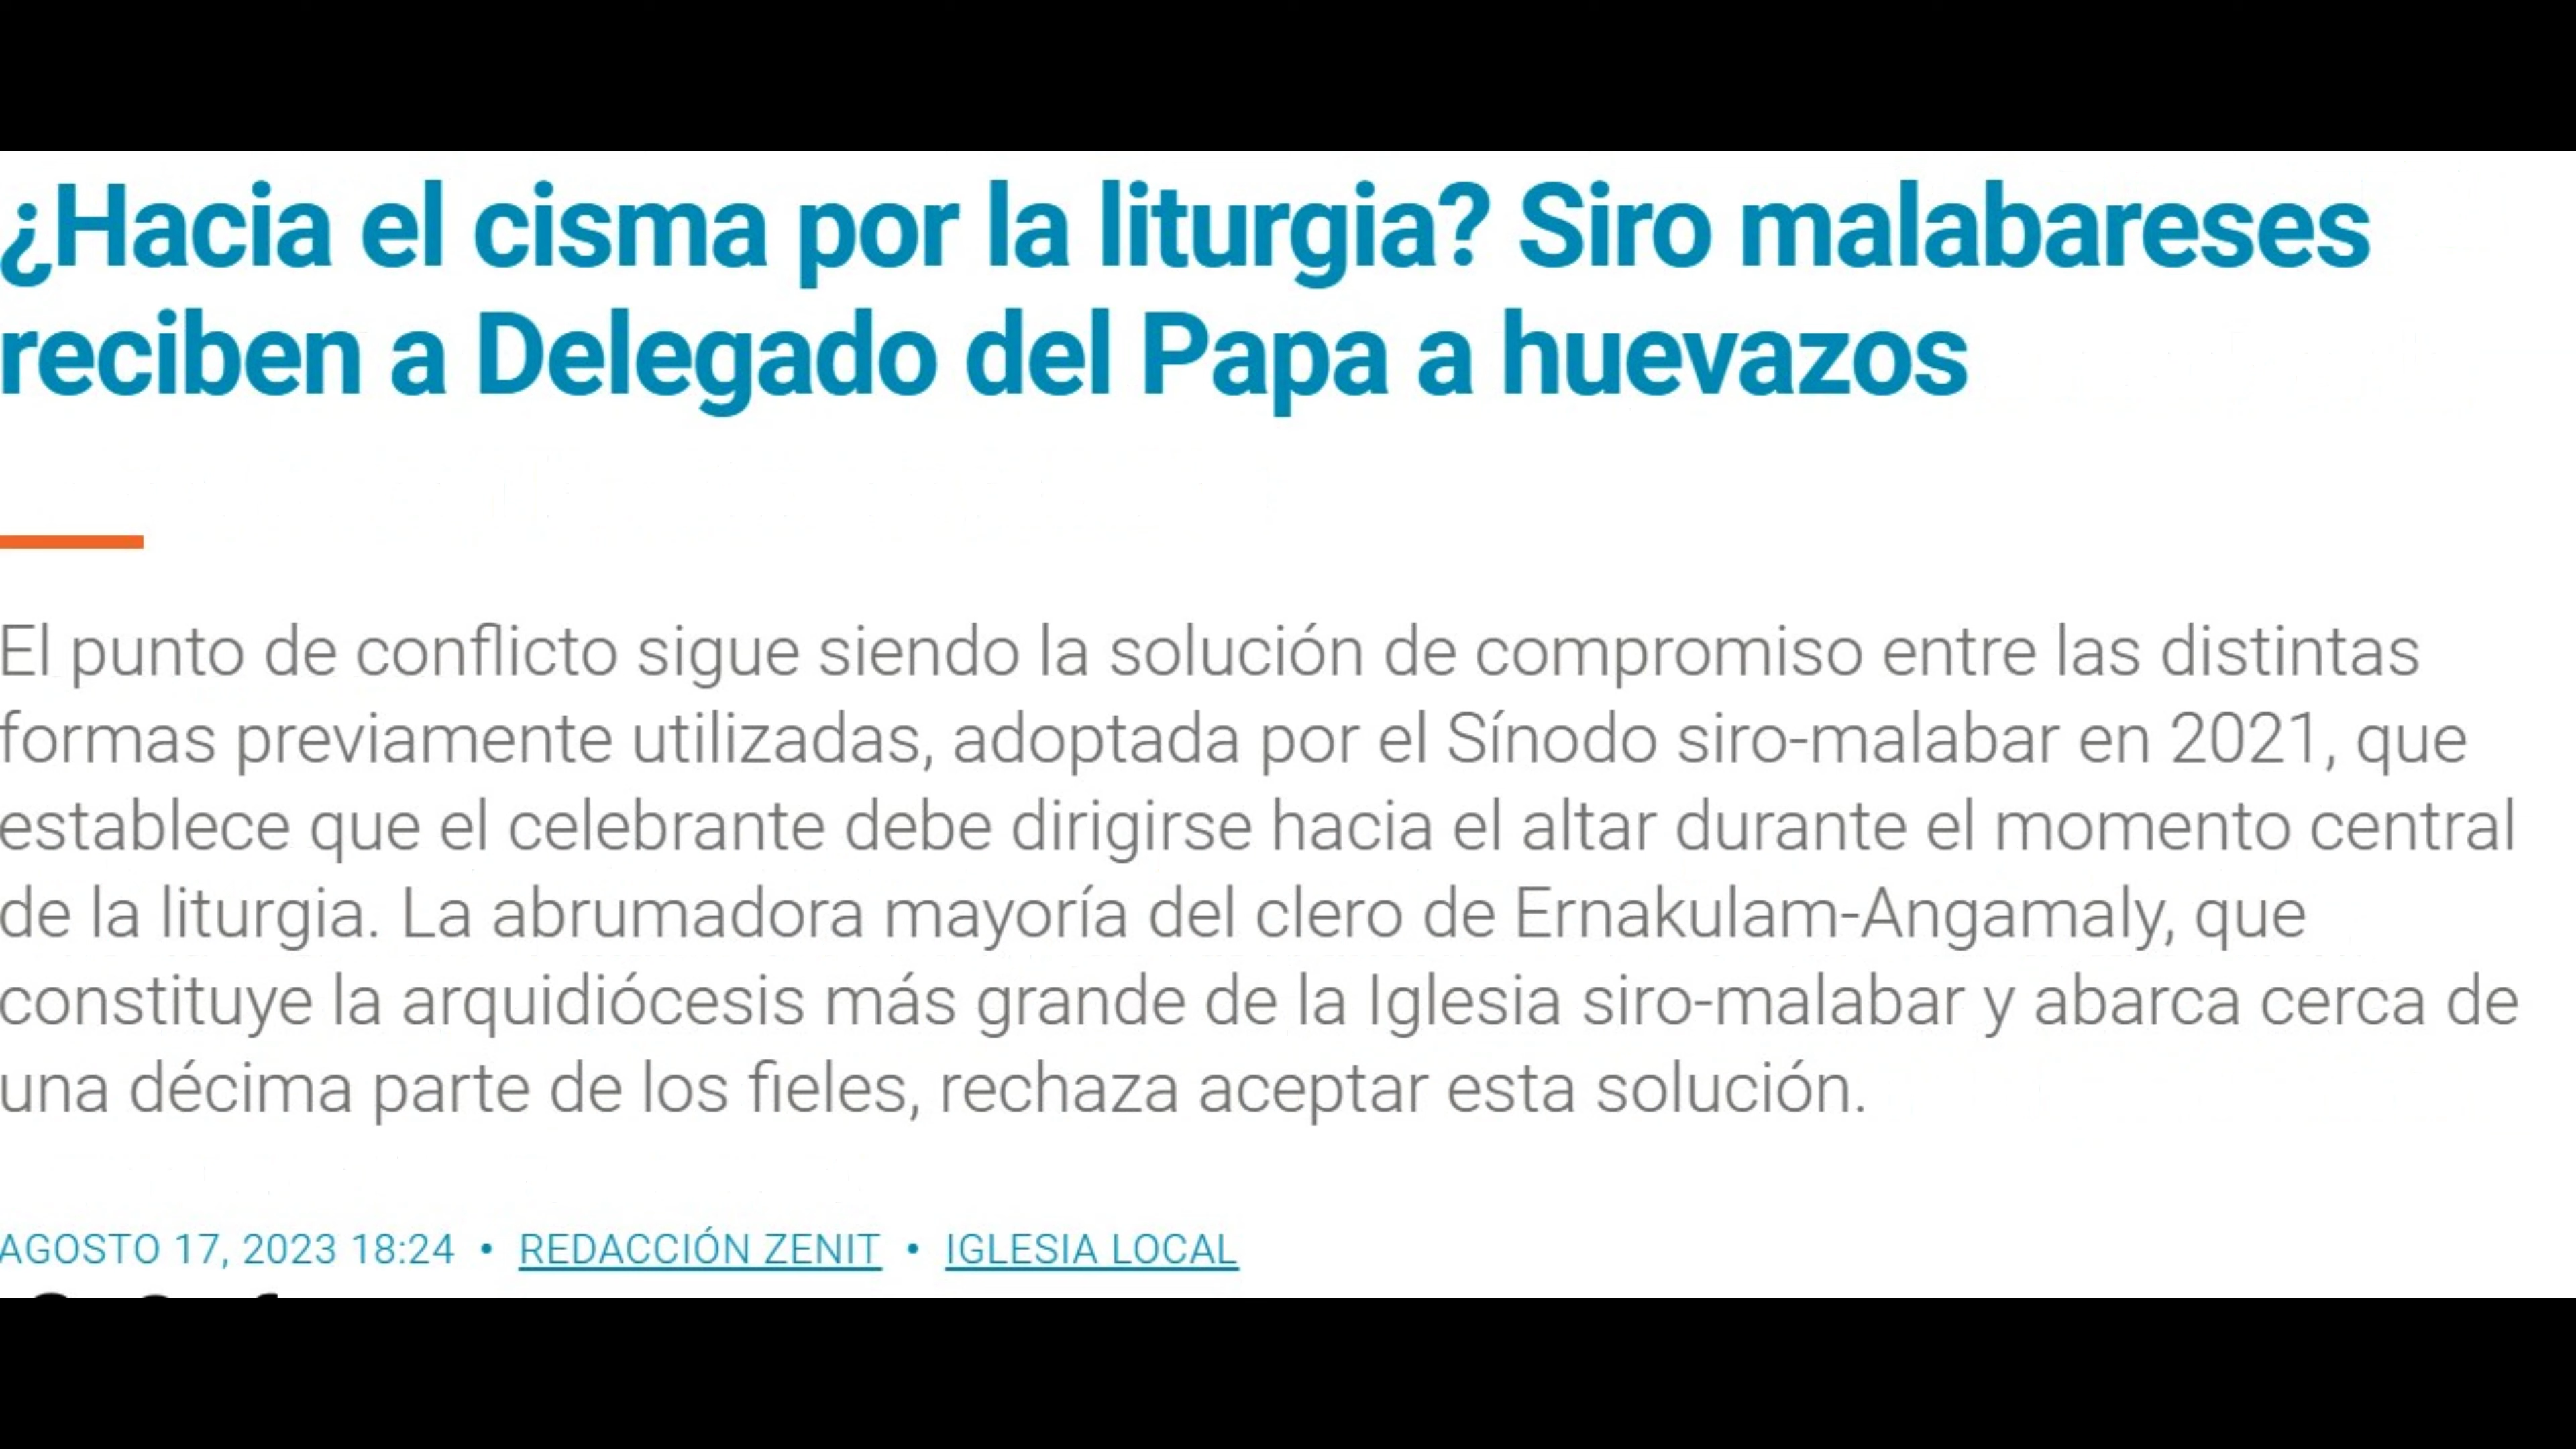 ¿Hacia el cisma por la liturgia? Siro malabareses
reciben a Delegado del Papa a huevazos
El punto de conflicto sigue siendo la solución de compromiso entre las distintas
formas previamente utilizadas, adoptada por el Sínodo siro-malabar en 2021, que
establece que el celebrante debe dirigirse hacia el altar durante el momento central
de la liturgia. La abrumadora mayoría del clero de Ernakulam-Angamaly, que
constituye la arquidiócesis más grande de la Iglesia siro-malabar y abarca cerca de
una décima parte de los fieles, rechaza aceptar esta solución.
AGOSTO 17, 2023 18:24 • REDACCIÓN ZENIT • IGLESIA LOCAL